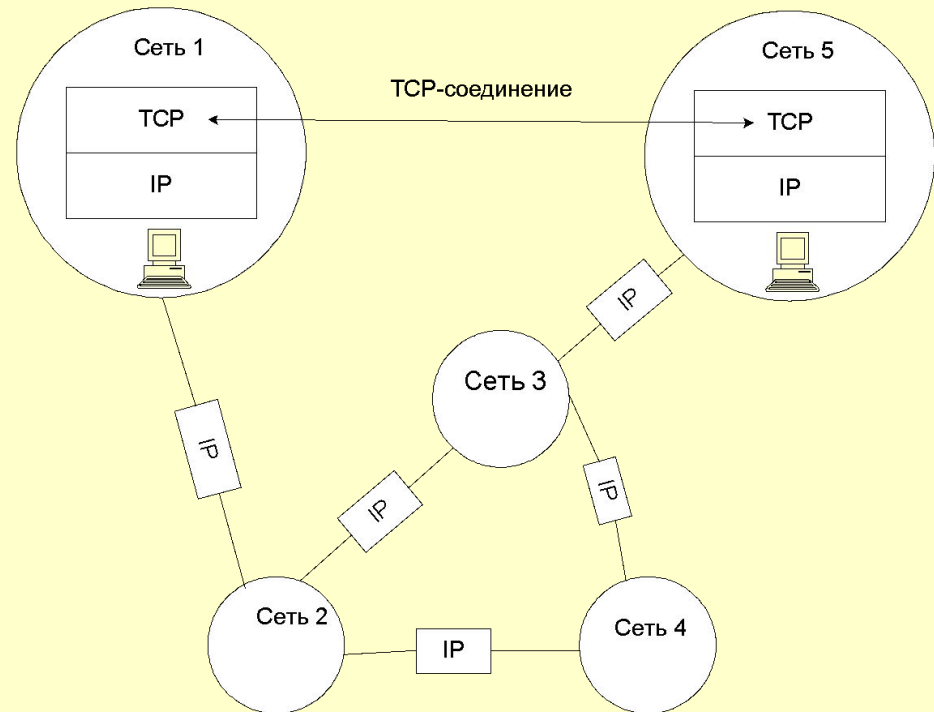 Сеть 1
TCP
IP
TCP-соединение
Сеть 5
TCP
IP
IP
Сеть 3
IP
IP
IP
Сеть 2
IP
Сеть 4